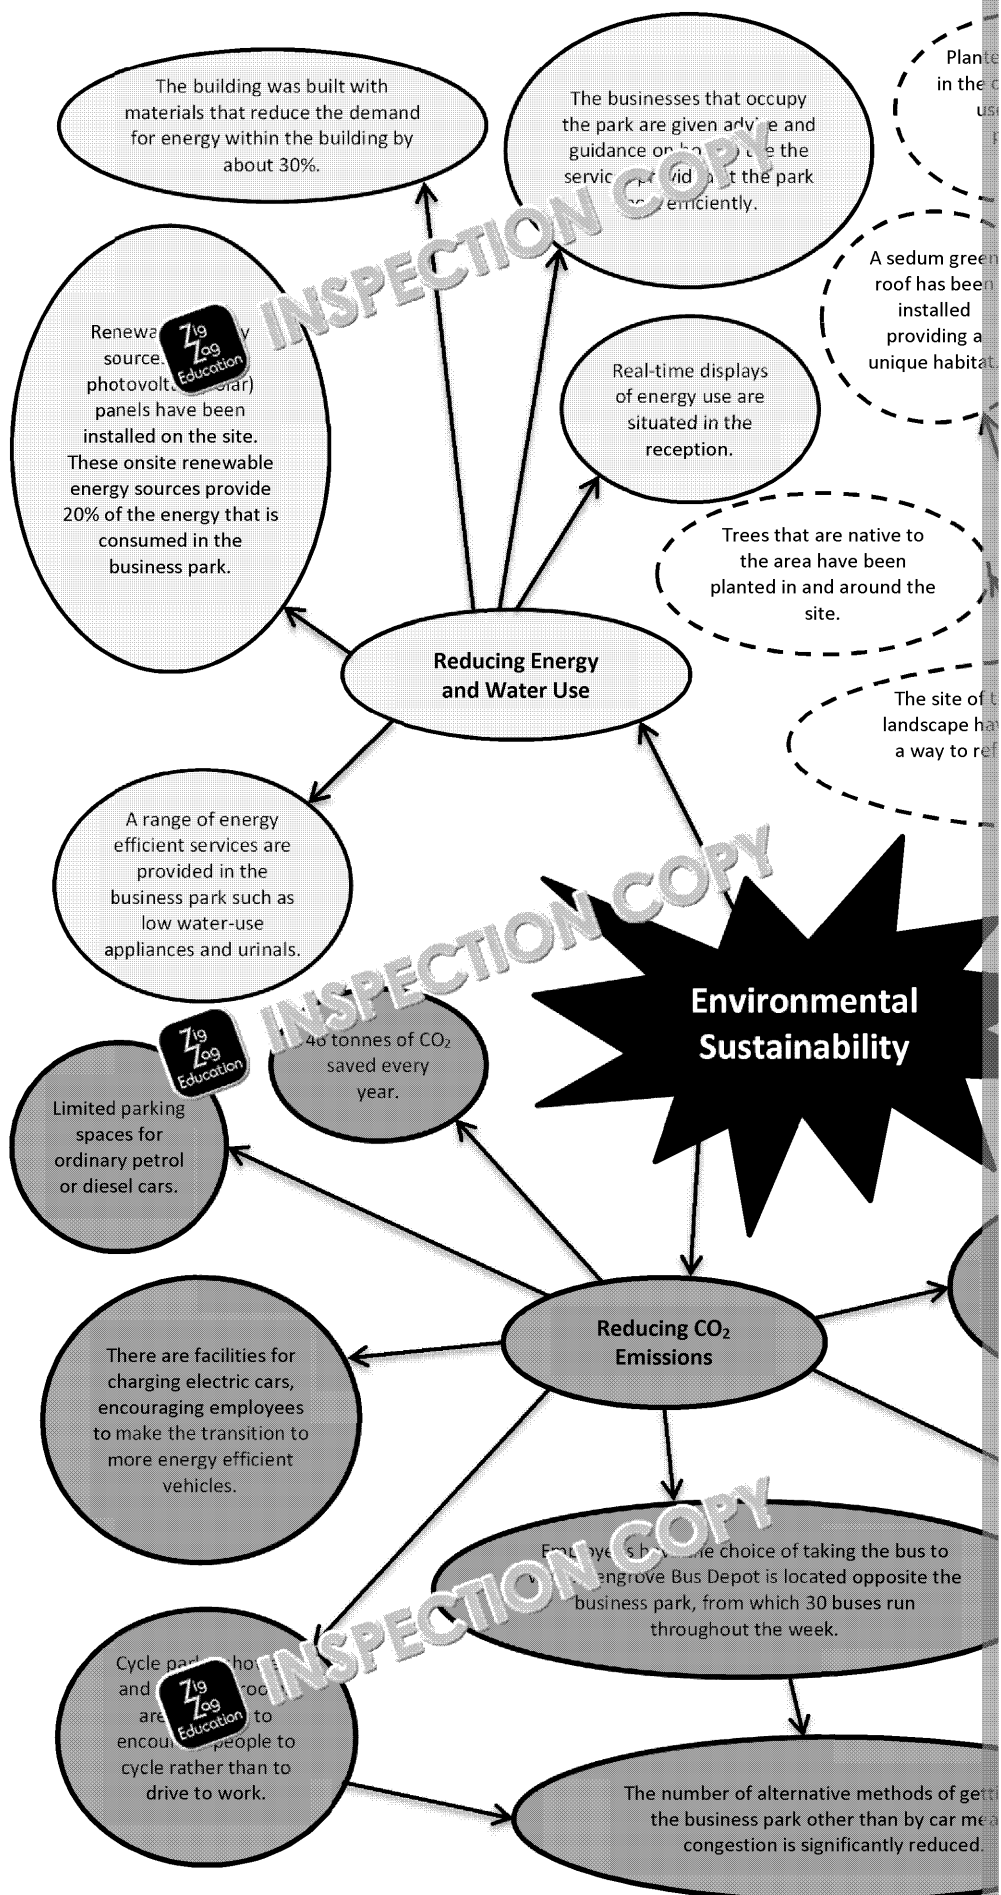 The building was built with
materials that reduce the demand
for energy within the building by
about 30%.
The businesses that occupy
the park are given advice and
guidance on the
the park
efficiently.
in the
A sedum green
roof has been
installed
providing a
unique
panels have been
installed on the site.
These onsite renewable
energy sources provide
20% of the energy that is
consumed in the
business park.
Real-time displays
of energy use are
situated in the
reception.
Trees that are native to
the area have been
planted in and around the
site.
Reducing Energy
and Water Use
The site of
landscape
a way to
A range of energy
efficient services are
provided in the
business park such as
low water-use
appliances and urinals.
Environmental
Sustainability
tonnes of CO₂
saved every
year.
Limited parking
spaces for
ordinary petrol
or diesel cars.
Reducing CO₂
Emissions
There are facilities for
charging electric cars,
encouraging employees
to make the transition to
more energy efficient
vehicles.
choice of taking the bus to
Bus Depot is located opposite the
business park, from which 30 buses run
throughout the week.
Cycle
and
to
people to
cycle rather than to
drive to work.
The number of alternative methods of
the business park other than by car
congestion is significantly reduced.
INSPECTION COPY
Zig
Zag
Education
INSPECTION COPY
Zig
Zag
Education
INSPECTION COPY
Zig
Zag
Education